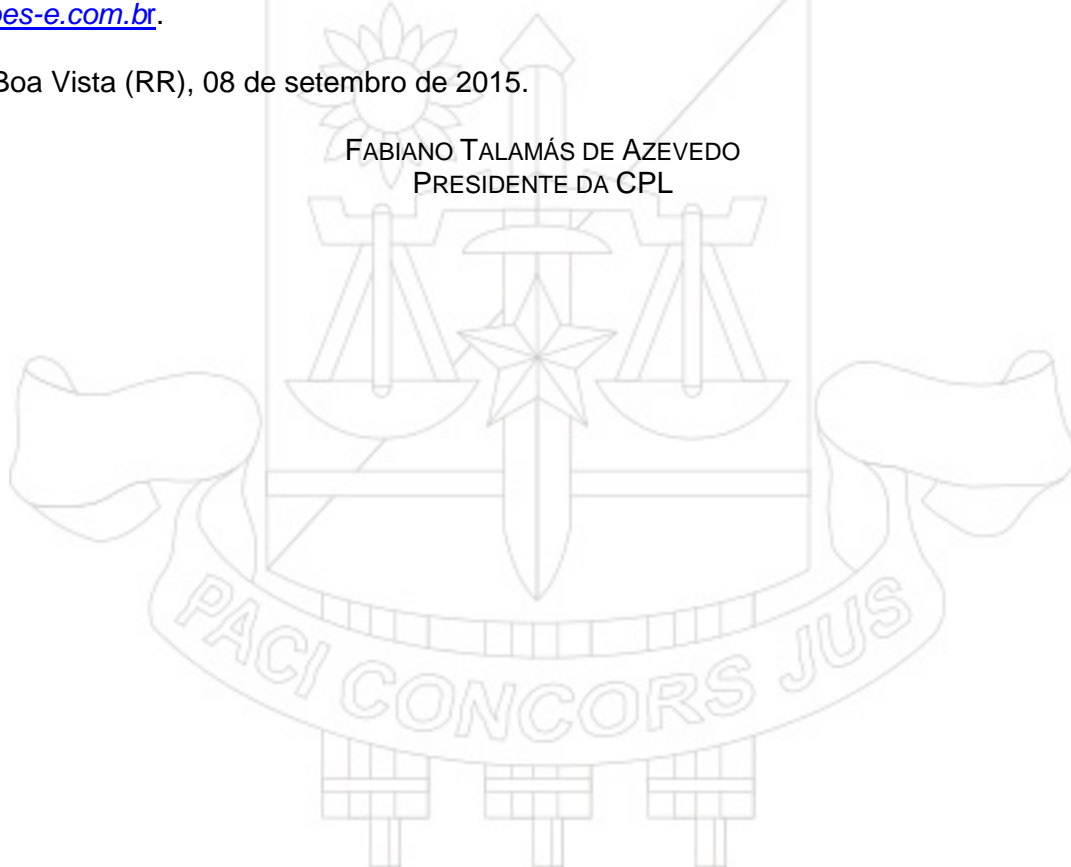 oes-e.com.br.
Boa Vista (RR), 08 de setembro de 2015.
FABIANO TALAMÁS DE AZEVEDO
PRESIDENTE DA CPL
PACI CONCORS JUS